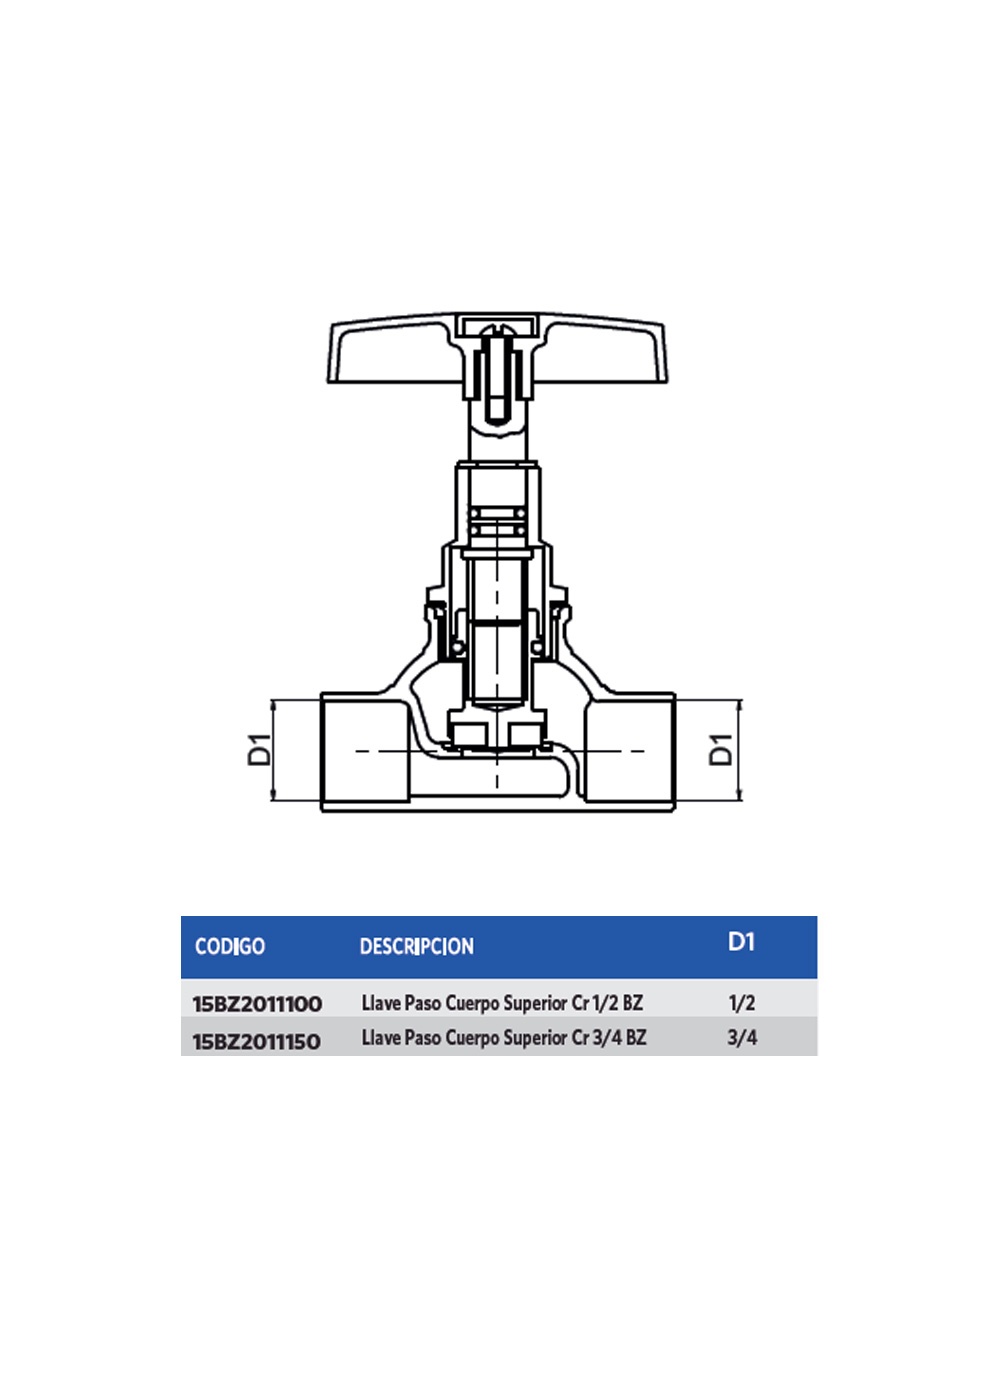 D1 D1
CODIGO DESCRIPCION D1
15BZ2011100 Llave Paso Cuerpo Superior Cr 1/2 BZ 1/2
15BZ2011150 Llave Paso Cuerpo Superior Cr 3/4 BZ 3/4